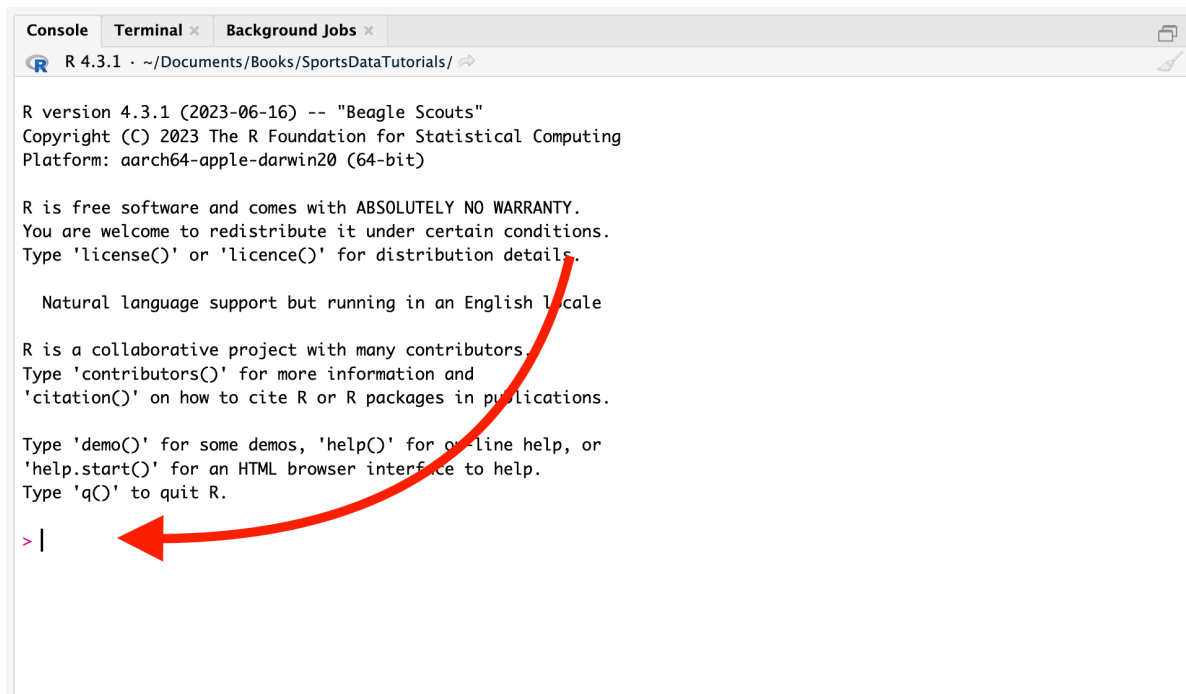 Console Terminal × Background Jobs ×
R R 4.3.1 · ~/Documents/Books/SportsDataTutorials/
R version 4.3.1 (2023-06-16) -- "Beagle Scouts"
Copyright (C) 2023 The R Foundation for Statistical Computing
Platform: aarch64-apple-darwin20 (64-bit)
R is free software and comes with ABSOLUTELY NO WARRANTY.
You are welcome to redistribute it under certain conditions.
Type 'license()' or 'licence()' for distribution details.
Natural language support but running in an English locale
R is a collaborative project with many contributors.
Type 'contributors()' for more information and
'citation()' on how to cite R or R packages in publications.
Type 'demo()' for some demos, 'help()' for on-line help, or
'help.start()' for an HTML browser interface to help.
Type 'q()' to quit R.
>